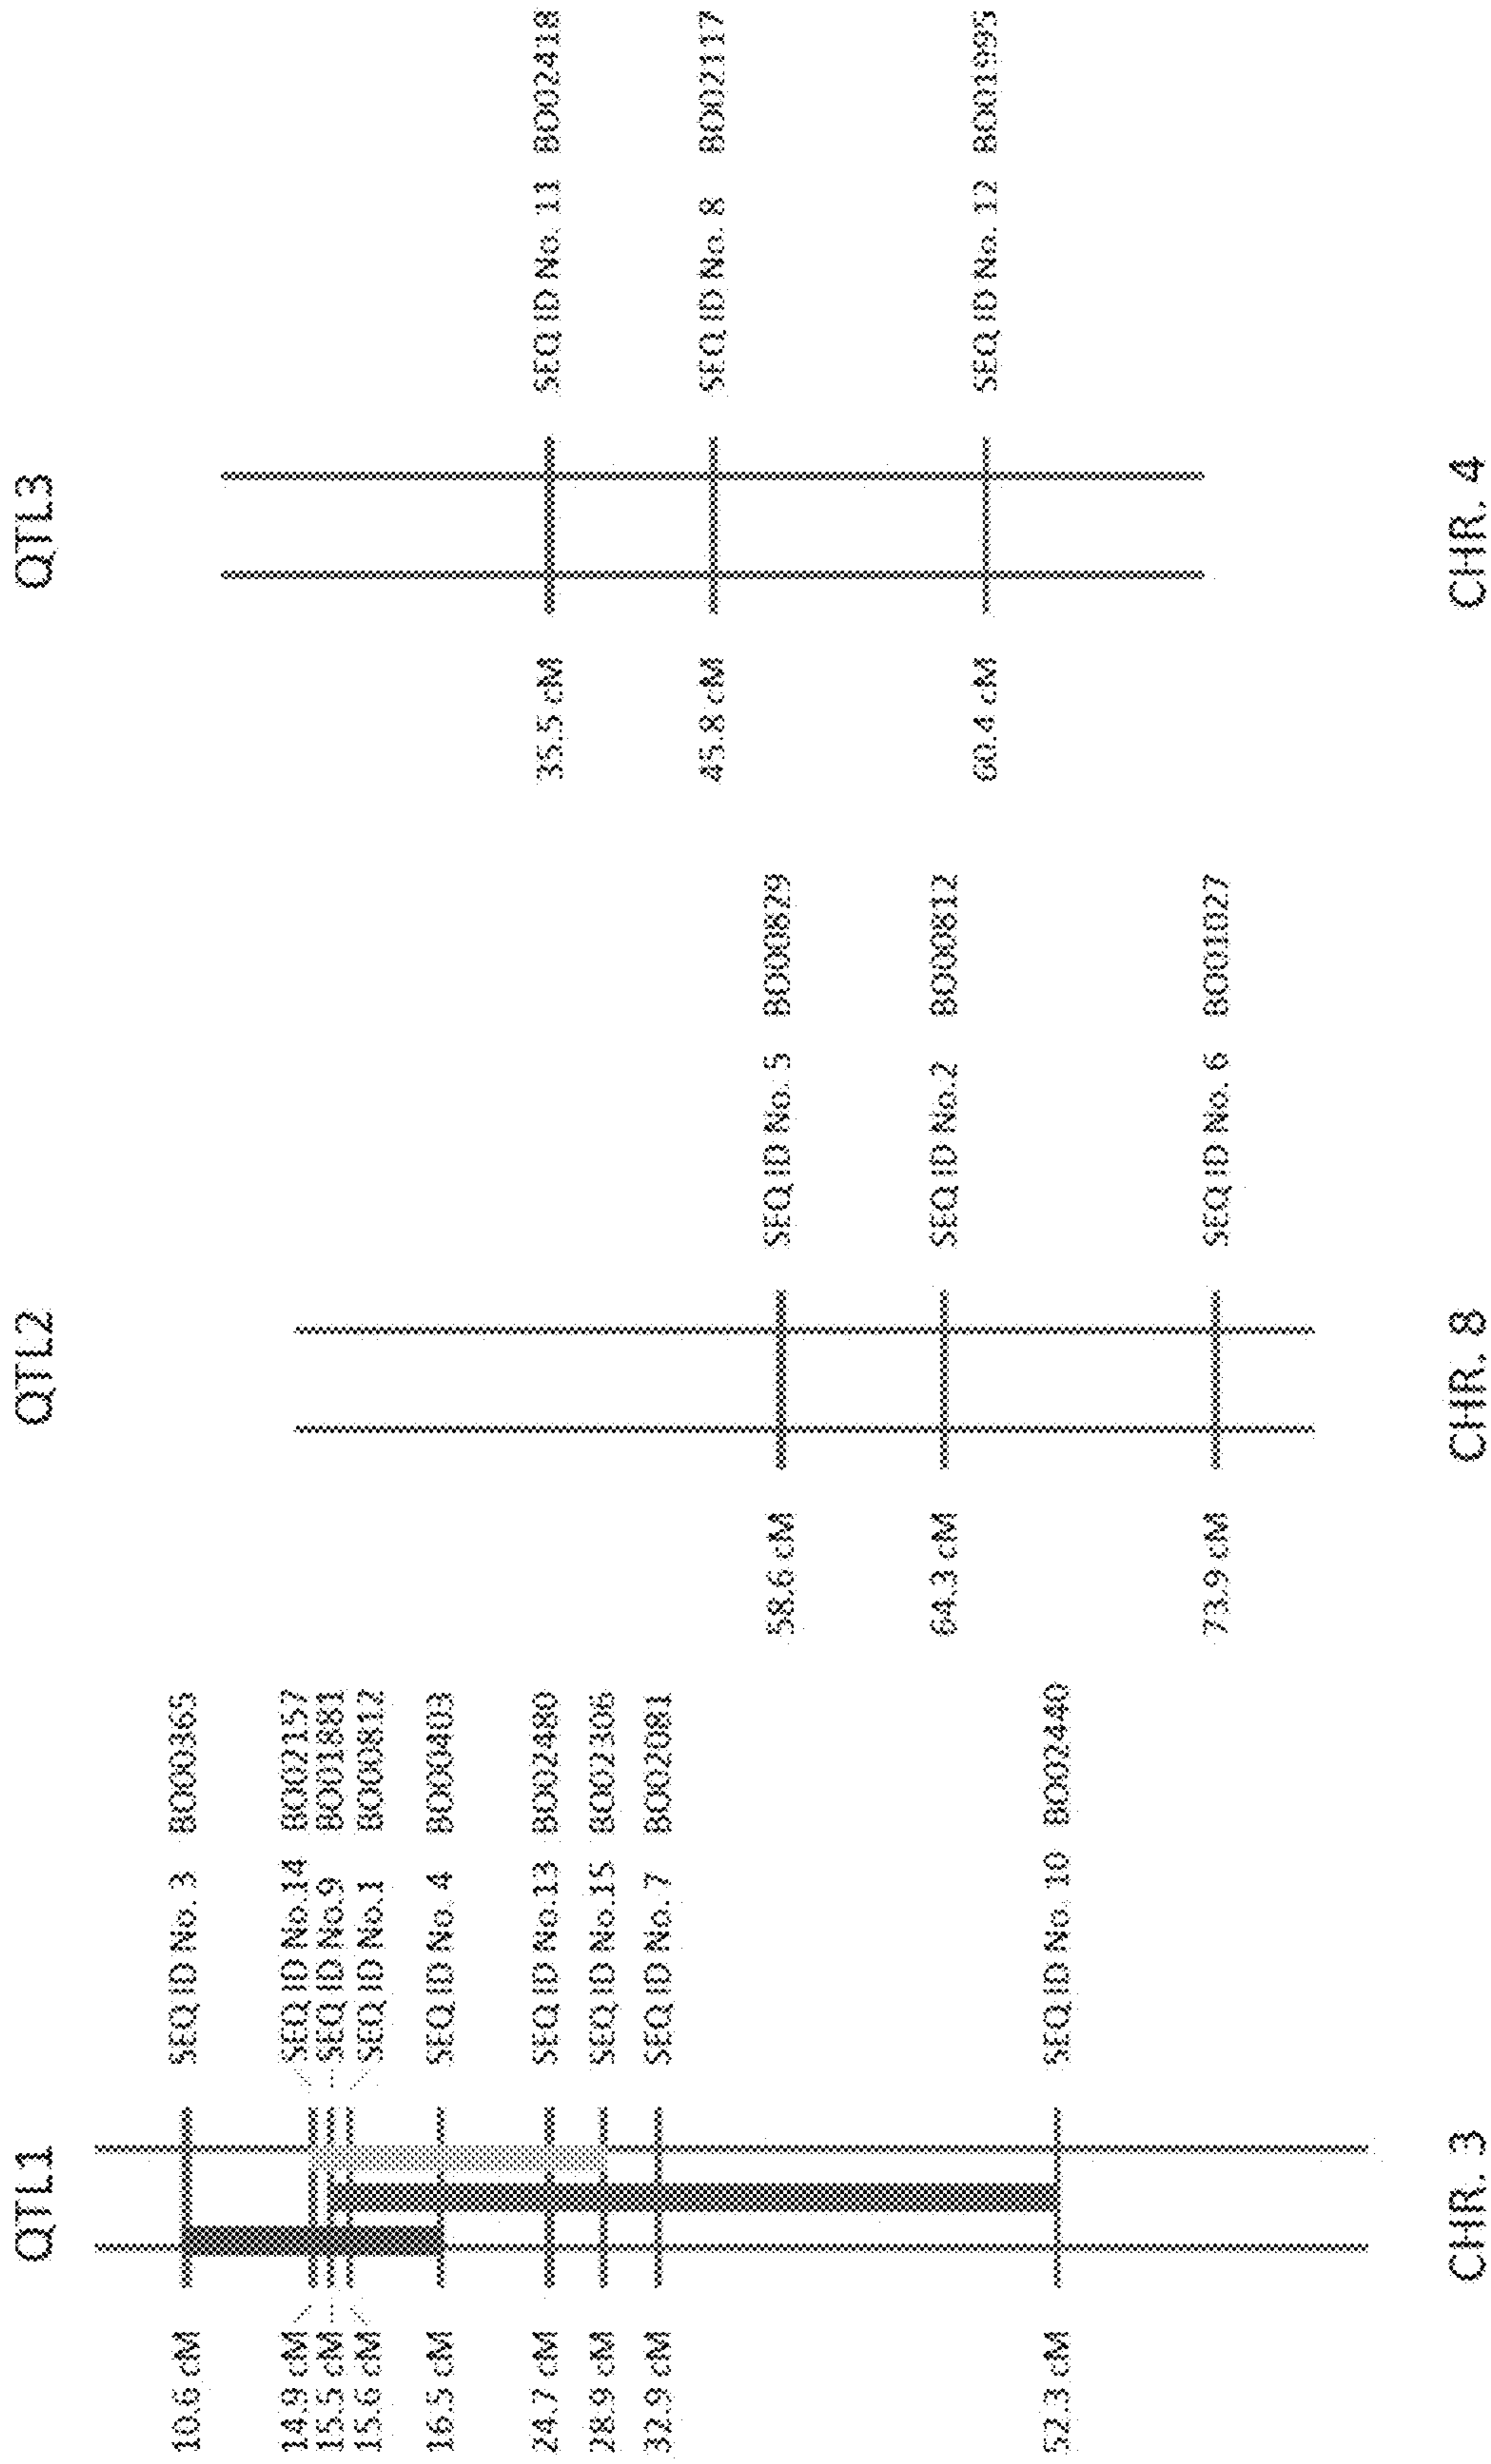 QTL1
10.6 cM SEQ ID No. 3 BO00365
14.9 cM SEQ ID No.14 BO02157
15.5 cM SEQ ID No.9 BO01881
15.6 cM SEQ ID No.1 BO00817
16.5 cM SEQ ID No. 4 BO00403
24.7 cM SEQ ID No.13 BO02480
28.9 cM SEQ ID No.15 BO02306
32.9 cM SEQ ID No. 7 BO02081
52.3 cM SEQ ID No. 10 BO02440
CHR. 3
QTL2
58.6 cM SEQ ID No. 5 BO00829
64.3 cM SEQ ID No.2 BO00812
73.9 cM SEQ ID No. 6 BO01027
CHR. 8
QTL3
35.5 cM SEQ ID No. 11 BO02418
45.8 cM SEQ ID No. 8 BO02117
60.4 cM SEQ ID No. 12 BO01995
CHR. 4